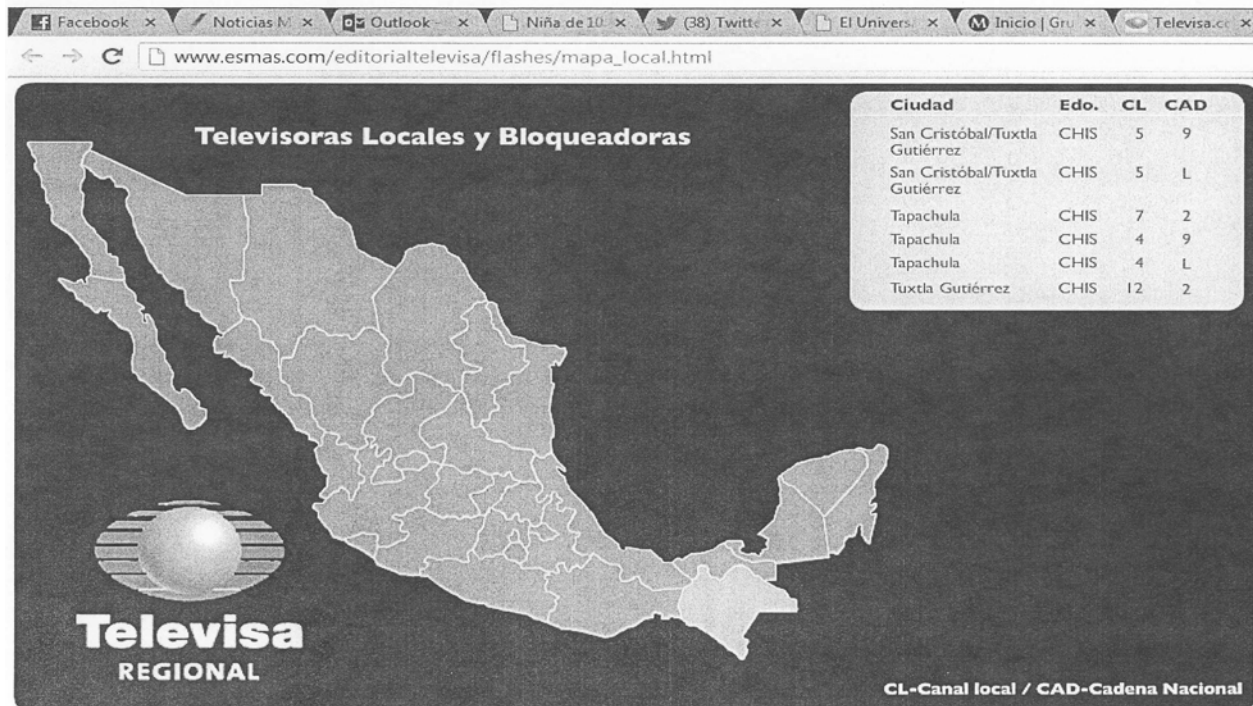 Facebook × Noticias M × Outlook - × Niña de 10 × (38) Twitte × El Univers × Inicio | Gru × Televisa.co ×
www.esmas.com/editorialtelevisa/flashes/mapa_local.html
Televisoras Locales y Bloqueadoras
Ciudad Edo. CL CAD
San Cristóbal/Tuxtla CHIS 5 9
Gutiérrez
San Cristóbal/Tuxtla CHIS 5 L
Gutiérrez
Tapachula CHIS 7 2
Tapachula CHIS 4 9
Tapachula CHIS 4 L
Tuxtla Gutiérrez CHIS 12 2
Televisa
REGIONAL
CL-Canal local / CAD-Cadena Nacional